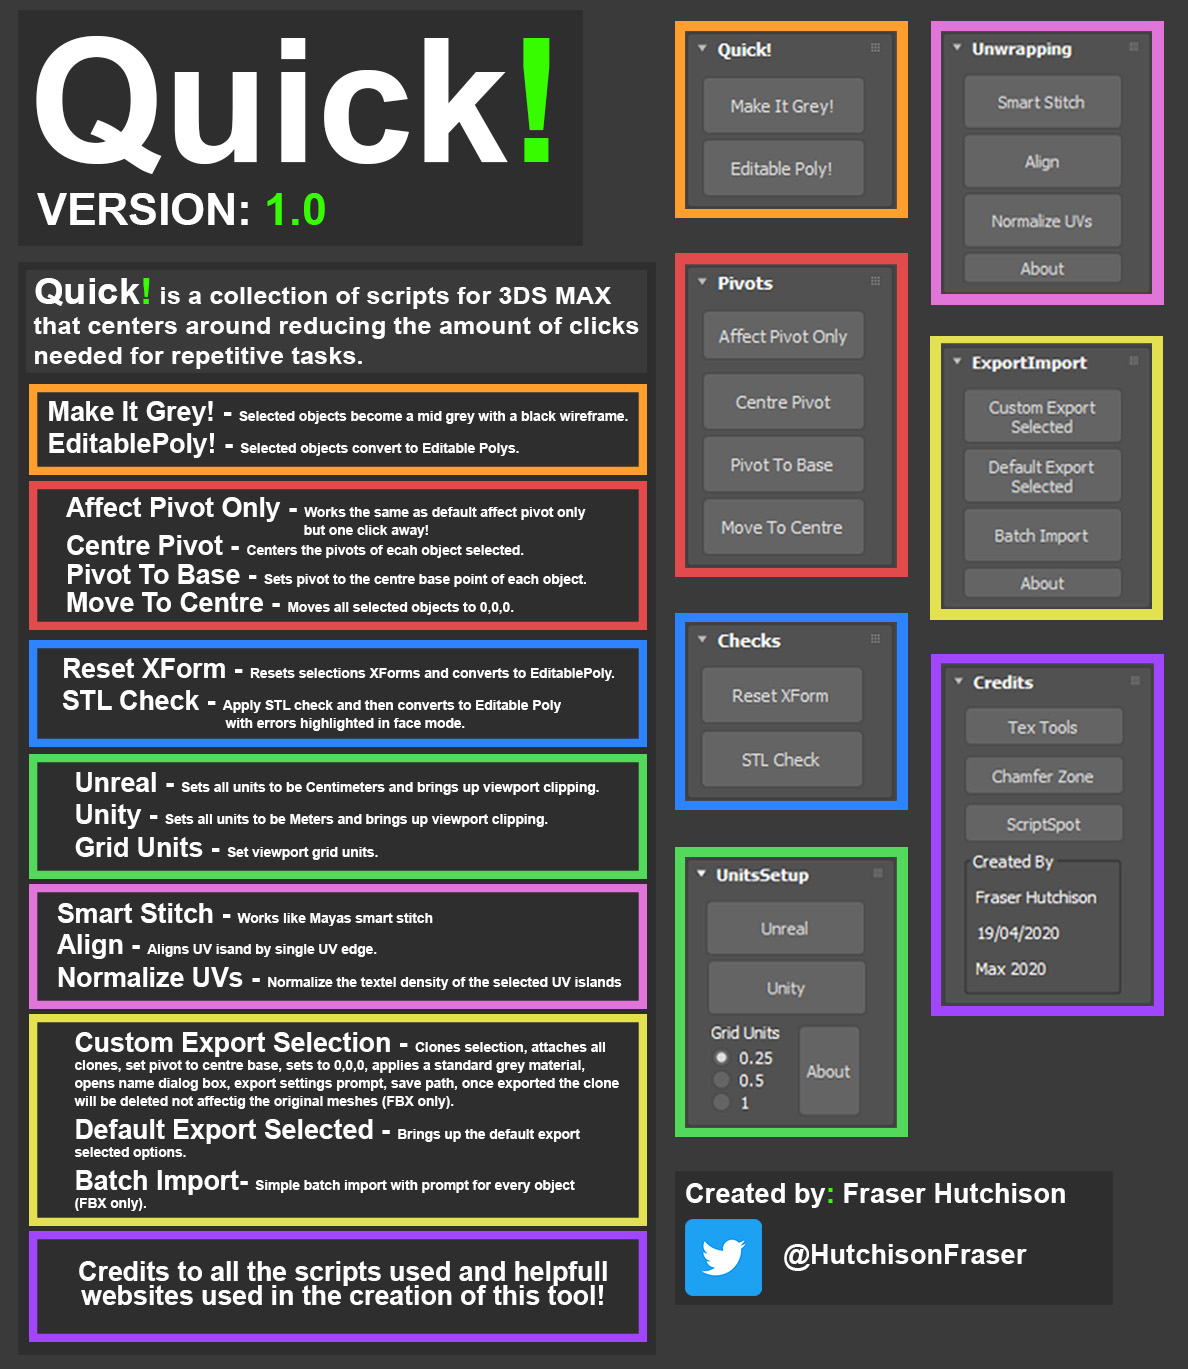 Quick!
VERSION: 1.0
Quick! is a collection of scripts for 3DS MAX
that centers around reducing the amount of clicks
needed for repetitive tasks.
Make It Grey! - Selected objects become a mid grey with a black wireframe.
EditablePoly! - Selected objects convert to Editable Polys.
Affect Pivot Only - Works the same as default affect pivot only
but one click away!
Centre Pivot - Centers the pivots of ecah object selected.
Pivot To Base - Sets pivot to the centre base point of each object.
Move To Centre - Moves all selected objects to 0,0,0.
Reset XForm - Resets selections XForms and converts to EditablePoly.
STL Check - Apply STL check and then converts to Editable Poly
with errors highlighted in face mode.
Unreal - Sets all units to be Centimeters and brings up viewport clipping.
Unity - Sets all units to be Meters and brings up viewport clipping.
Grid Units - Set viewport grid units.
Smart Stitch - Works like Mayas smart stitch
Align - Aligns UV isand by single UV edge.
Normalize UVs - Normalize the textel density of the selected UV islands
Custom Export Selection - Clones selection, attaches all
clones, set pivot to centre base, sets to 0,0,0, applies a standard grey material,
opens name dialog box, export settings prompt, save path, once exported the clone
will be deleted not affectig the original meshes (FBX only).
Default Export Selected - Brings up the default export
selected options.
Batch Import- Simple batch import with prompt for every object
(FBX only).
Credits to all the scripts used and helpfull
websites used in the creation of this tool!
Quick!
Make It Grey!
Editable Poly!
Pivots
Affect Pivot Only
Centre Pivot
Pivot To Base
Move To Centre
Checks
Reset XForm
STL Check
UnitsSetup
Unreal
Unity
Grid Units
0.25
0.5
1
About
Unwrapping
Smart Stitch
Align
Normalize UVs
About
ExportImport
Custom Export
Selected
Default Export
Selected
Batch Import
About
Credits
Tex Tools
Chamfer Zone
ScriptSpot
Created By
Fraser Hutchison
19/04/2020
Max 2020
Created by: Fraser Hutchison
@HutchisonFraser